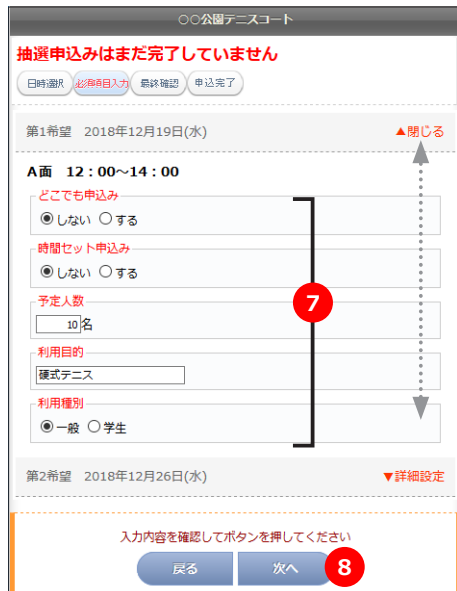 ○○公園テニスコート
抽選申込みはまだ完了していません
日時選択 必須項目入力 最終確認 申込完了
第1希望 2018年12月19日(水) ▲閉じる
A面 12：00～14：00
どこでも申込み
しない する
時間セット申込み
しない する
7
予定人数
10 名
利用目的
硬式テニス
利用種別
一般 学生
第2希望 2018年12月26日(水) ▼詳細設定
入力内容を確認してボタンを押してください
戻る 次へ 8